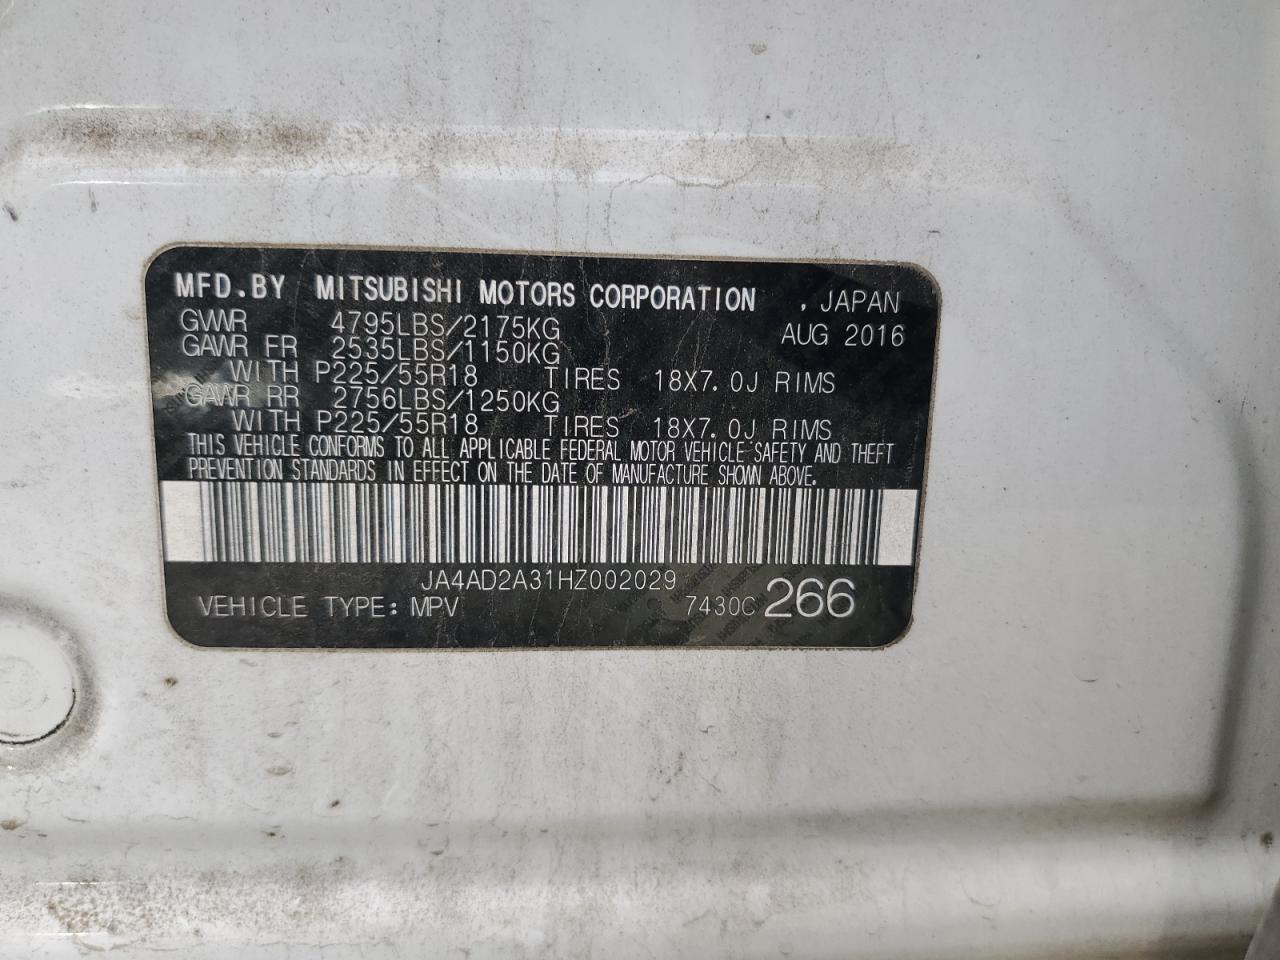 MFD.BY MITSUBISHI MOTORS CORPORATION , JAPAN
GWWR 4795LBS/2175KG AUG 2016
GAWR FR 2535LBS/1150KG
WITH P225/55R18 TIRES 18X7.0J RIMS
GAWR RR 2756LBS/1250KG
WITH P225/55R18 TIRES 18X7.0J RIMS
THIS VEHICLE CONFORMS TO ALL APPLICABLE FEDERAL MOTOR VEHICLE SAFETY AND THEFT
PREVENTION STANDARDS IN EFFECT ON THE DATE OF MANUFACTURE SHOWN ABOVE.
JA4AD2A31HZ002029
VEHICLE TYPE: MPV 7430C 266